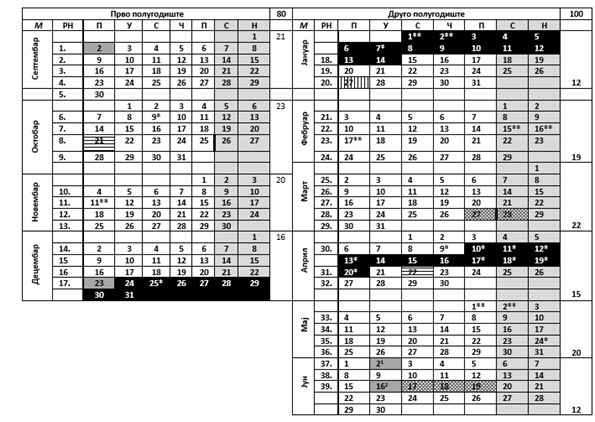 Прво полугодиште 80
М РН П У С Ч П С Н
Септембар
1 21
1. 2 3 4 5 6 7 8
2. 9 10 11 12 13 14 15
3. 16 17 18 19 20 21 22
4. 23 24 25 26 27 28 29
5. 30
Октобар
1 2 3 4 5 6 23
6. 7 8 9* 10 11 12 13
7. 14 15 16 17 18 19 20
8. 21 22 23 24 25 26 27
9. 28 29 30 31
Новембар
1 2 3 20
10. 4 5 6 7 8 9 10
11. 11** 12 13 14 15 16 17
12. 18 19 20 21 22 23 24
13. 25 26 27 28 29 30
Децембар
1 16
14. 2 3 4 5 6 7 8
15 9 10 11 12 13 14 15
16 16 17 18 19 20 21 22
17. 23 24 25* 26 27 28 29
30 31
Друго полугодиште 100
М РН П У С Ч П С Н
Јануар
1** 2** 3 4 5
6 7* 8 9 10 11 12
18. 13 14 15 16 17 18 19
19. 20 21 22 23 24 25 26
20. 27 28 29 30 31 12
Фебруар
1 2
21. 3 4 5 6 7 8 9
22. 10 11 12 13 14 15** 16**
23. 17** 18 19 20 21 22 23
24. 24 25 26 27 28 29 19
Март
1
25. 2 3 4 5 6 7 8
26. 9 10 11 12 13 14 15
27. 16 17 18 19 20 21 22
28. 23 24 25 26 27 28 29
29. 30 31 22
Април
1 2 3 4 5
30. 6 7 8 9* 10* 11* 12*
13* 14 15 16 17* 18* 19*
31. 20* 21 22 23 24 25 26
32. 27 28 29 30 15
Мај
1** 2** 3
33. 4 5 6 7 8 9 10
34. 11 12 13 14 15 16 17
35. 18 19 20 21 22 23 24*
36. 25 26 27 28 29 30 31 20
Јун
37. 1 2¹ 3 4 5 6 7
38. 8 9 10 11 12 13 14
39. 15 16² 17 18 19 20 21
22 23 24 25 26 27 28
29 30 12